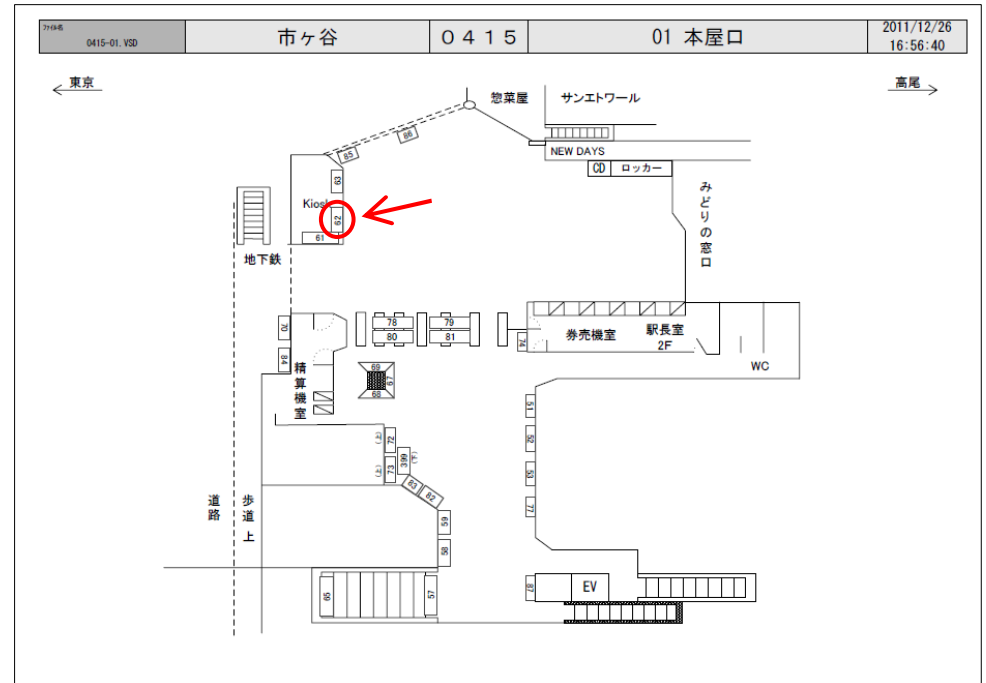 ファイル名
0415-01.VSD
市ヶ谷
０４１５
01 本屋口
2011/12/26
16:56:40
東京
高尾
惣菜屋
サンエトワール
NEW DAYS
CD
ロッカー
みどりの窓口
86
85
63
Kiosk
62
61
地下鉄
78
79
80
81
70
84
精算機室
74
券売機室
駅長室
2F
WC
69
67
68
51
52
53
77
(上)
72
(上)
73
399
(下)
83
82
59
58
道路
歩道上
65
57
87
EV